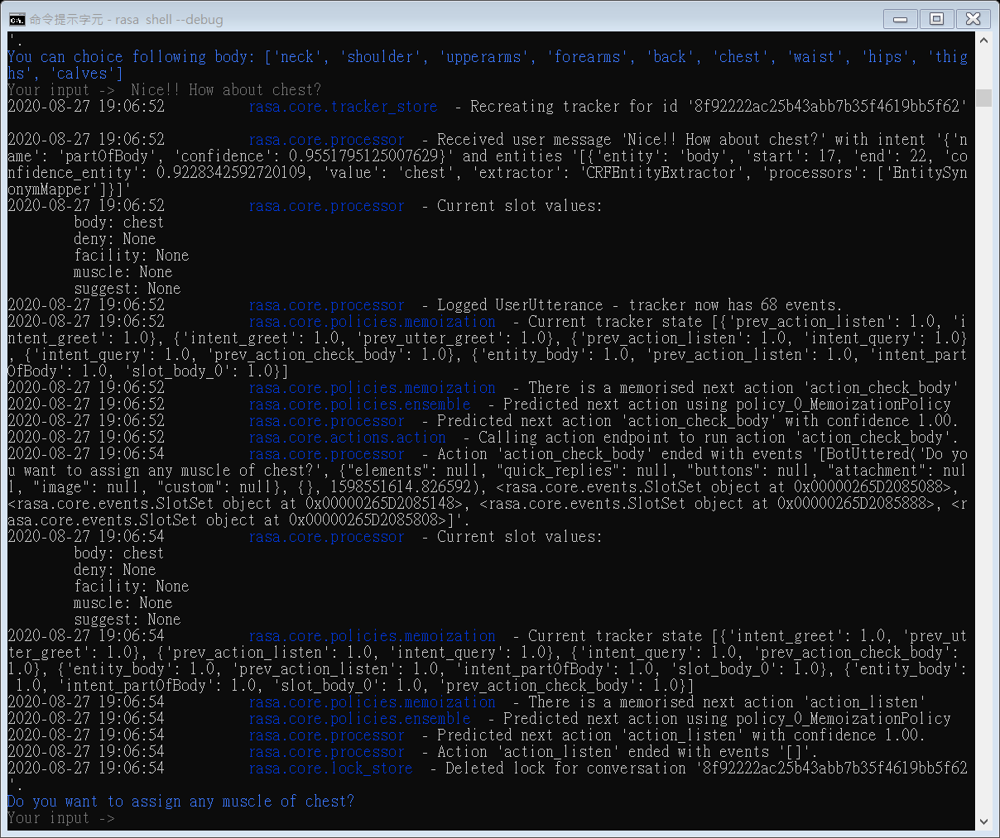 命令提示字元 - rasa  shell --debug
'.
You can choice following body: ['neck', 'shoulder', 'upperarms', 'forearms', 'back', 'chest', 'waist', 'hips', 'thig
hs', 'calves']
Your input ->  Nice!! How about chest?
2020-08-27 19:06:52 rasa.core.tracker_store  - Recreating tracker for id '8f92222ac25b43abb7b35f4619bb5f62'
2020-08-27 19:06:52 rasa.core.processor  - Received user message 'Nice!! How about chest?' with intent '{'n
ame': 'partOfBody', 'confidence': 0.9551795125007629}' and entities '[{'entity': 'body', 'start': 17, 'end': 22, 'co
nfidence_entity': 0.9228342592720109, 'value': 'chest', 'extractor': 'CRFEntityExtractor', 'processors': ['EntitySyn
onymMapper']}]'
2020-08-27 19:06:52 rasa.core.processor  - Current slot values:
body: chest
deny: None
facility: None
muscle: None
suggest: None
2020-08-27 19:06:52 rasa.core.processor  - Logged UserUtterance - tracker now has 68 events.
2020-08-27 19:06:52 rasa.core.policies.memoization  - Current tracker state [{'prev_action_listen': 1.0, 'i
ntent_greet': 1.0}, {'intent_greet': 1.0, 'prev_utter_greet': 1.0}, {'prev_action_listen': 1.0, 'intent_query': 1.0}
, {'intent_query': 1.0, 'prev_action_check_body': 1.0}, {'entity_body': 1.0, 'prev_action_listen': 1.0, 'intent_part
OfBody': 1.0, 'slot_body_0': 1.0}]
2020-08-27 19:06:52 rasa.core.policies.memoization  - There is a memorised next action 'action_check_body'
2020-08-27 19:06:52 rasa.core.policies.ensemble  - Predicted next action using policy_0_MemoizationPolicy
2020-08-27 19:06:52 rasa.core.processor  - Predicted next action 'action_check_body' with confidence 1.00.
2020-08-27 19:06:52 rasa.core.actions.action  - Calling action endpoint to run action 'action_check_body'.
2020-08-27 19:06:54 rasa.core.processor  - Action 'action_check_body' ended with events '[BotUttered('Do yo
u want to assign any muscle of chest?', {"elements": null, "quick_replies": null, "buttons": null, "attachment": nul
l, "image": null, "custom": null}, {}, 1598551614.826592), <rasa.core.events.SlotSet object at 0x00000265D2085088>,
<rasa.core.events.SlotSet object at 0x00000265D2085148>, <rasa.core.events.SlotSet object at 0x00000265D2085888>, <r
asa.core.events.SlotSet object at 0x00000265D2085808>]'.
2020-08-27 19:06:54 rasa.core.processor  - Current slot values:
body: chest
deny: None
facility: None
muscle: None
suggest: None
2020-08-27 19:06:54 rasa.core.policies.memoization  - Current tracker state [{'intent_greet': 1.0, 'prev_ut
ter_greet': 1.0}, {'prev_action_listen': 1.0, 'intent_query': 1.0}, {'intent_query': 1.0, 'prev_action_check_body':
1.0}, {'entity_body': 1.0, 'prev_action_listen': 1.0, 'intent_partOfBody': 1.0, 'slot_body_0': 1.0}, {'entity_body':
1.0, 'intent_partOfBody': 1.0, 'slot_body_0': 1.0, 'prev_action_check_body': 1.0}]
2020-08-27 19:06:54 rasa.core.policies.memoization  - There is a memorised next action 'action_listen'
2020-08-27 19:06:54 rasa.core.policies.ensemble  - Predicted next action using policy_0_MemoizationPolicy
2020-08-27 19:06:54 rasa.core.processor  - Predicted next action 'action_listen' with confidence 1.00.
2020-08-27 19:06:54 rasa.core.processor  - Action 'action_listen' ended with events '[]'.
2020-08-27 19:06:54 rasa.core.lock_store  - Deleted lock for conversation '8f92222ac25b43abb7b35f4619bb5f62
'.
Do you want to assign any muscle of chest?
Your input ->